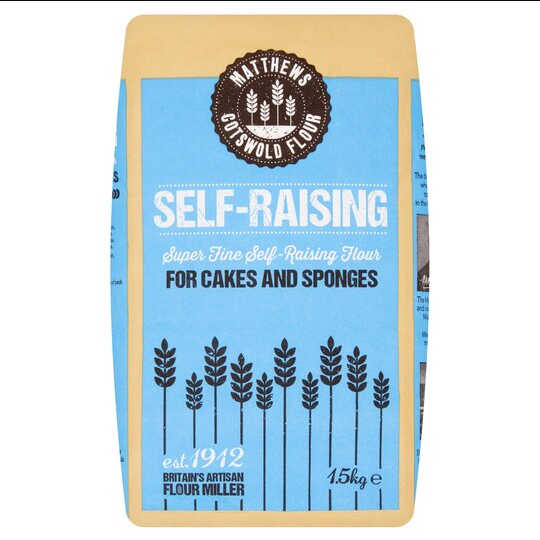 MATTHEWS
COTSWOLD FLOUR
SELF-RAISING
Super Fine Self-Raising Flour
FOR CAKES AND SPONGES
est.1912
BRITAIN'S ARTISAN
FLOUR MILLER
1.5kg e